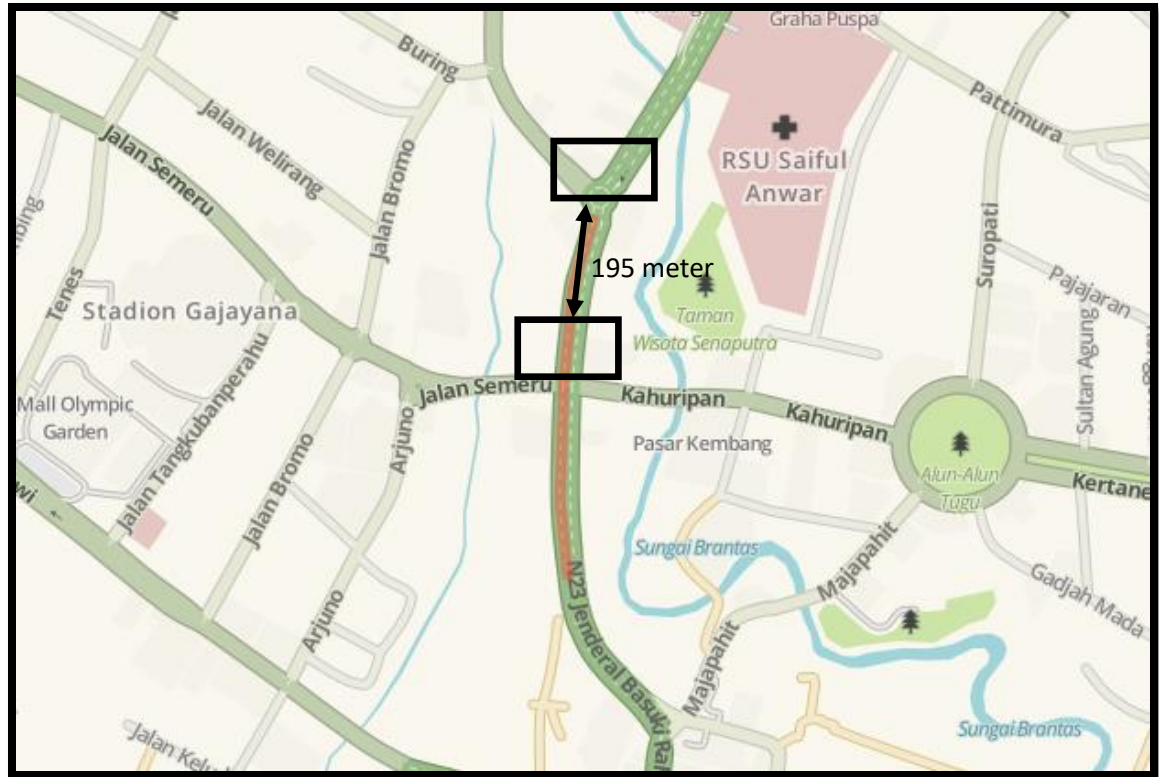 Graha Puspa
Buring
Pattimura
Jalan Welirang
Jalan Semeru
RSU Saiful
Anwar
Jalan Bromo
Suropati
195 meter
Pajajaran
Tenes
Stadion Gajayana
Taman
Wisata Senaputra
Sultan Agung
Jalan Semeru
Kahuripan
Kahuripan
Mall Olympic
Garden
Jalan Tangkubanperahu
Arjuno
Pasar Kembang
Alun-Alun
Tugu
Kertane
wi
Jalan Bromo
Sungai Brantas
Majapahit
N23 Jenderal Basuki Ra
Gadjah Mada
Arjuno
Majapahit
Sungai Brantas
Jalan Kelu